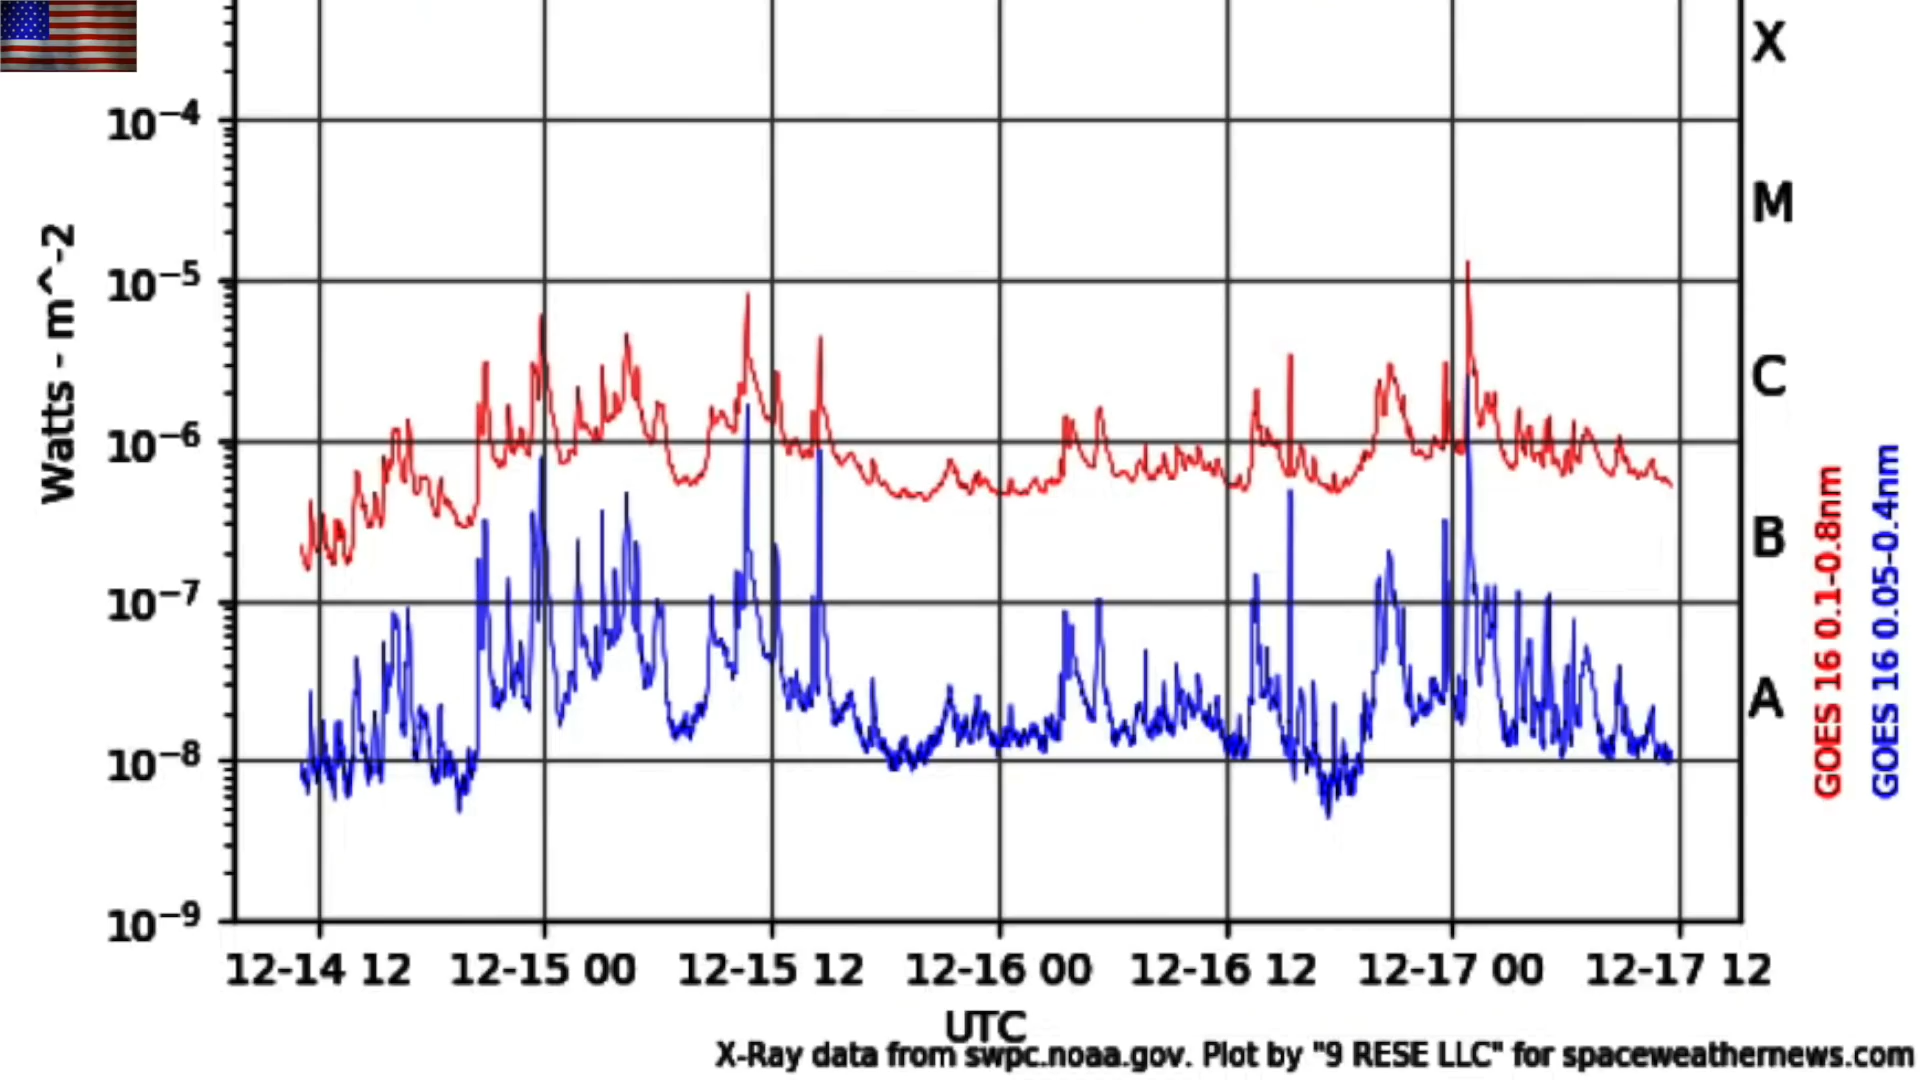 X
10−4
M
10−5
C
10−6
B
10−7
A
10−8
10−9
Watts - m^-2
GOES 16 0.1-0.8nm
GOES 16 0.05-0.4nm
12-14 12 12-15 00 12-15 12 12-16 00 12-16 12 12-17 00 12-17 12
UTC
X-Ray data from swpc.noaa.gov. Plot by "9 RESE LLC" for spaceweathernews.com